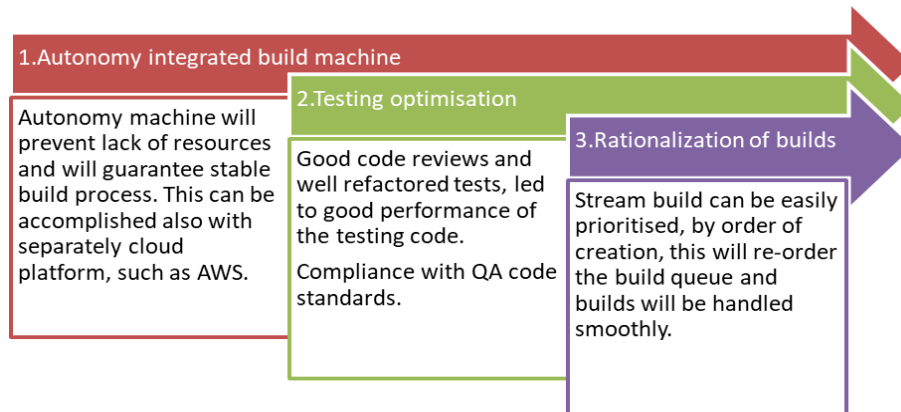 1.Autonomy integrated build machine
Autonomy machine will
prevent lack of resources
and will guarantee stable
build process. This can be
accomplished also with
separately cloud
platform, such as AWS.
2.Testing optimisation
Good code reviews and
well refactored tests, led
to good performance of
the testing code.
Compliance with QA code
standards.
3.Rationalization of builds
Stream build can be easily
prioritised, by order of
creation, this will re-order
the build queue and
builds will be handled
smoothly.